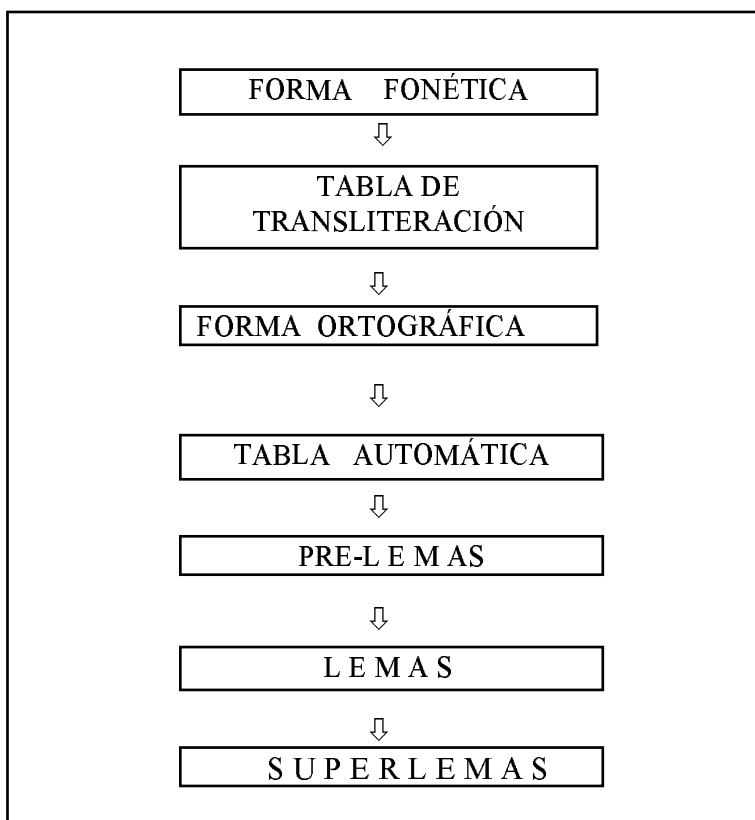 FORMA FONÉTICA
⇩
TABLA DE
TRANSLITERACIÓN
⇩
FORMA ORTOGRÁFICA
⇩
TABLA AUTOMÁTICA
⇩
PRE-L E M AS
⇩
L E M A S
⇩
S U P E R L E M A S